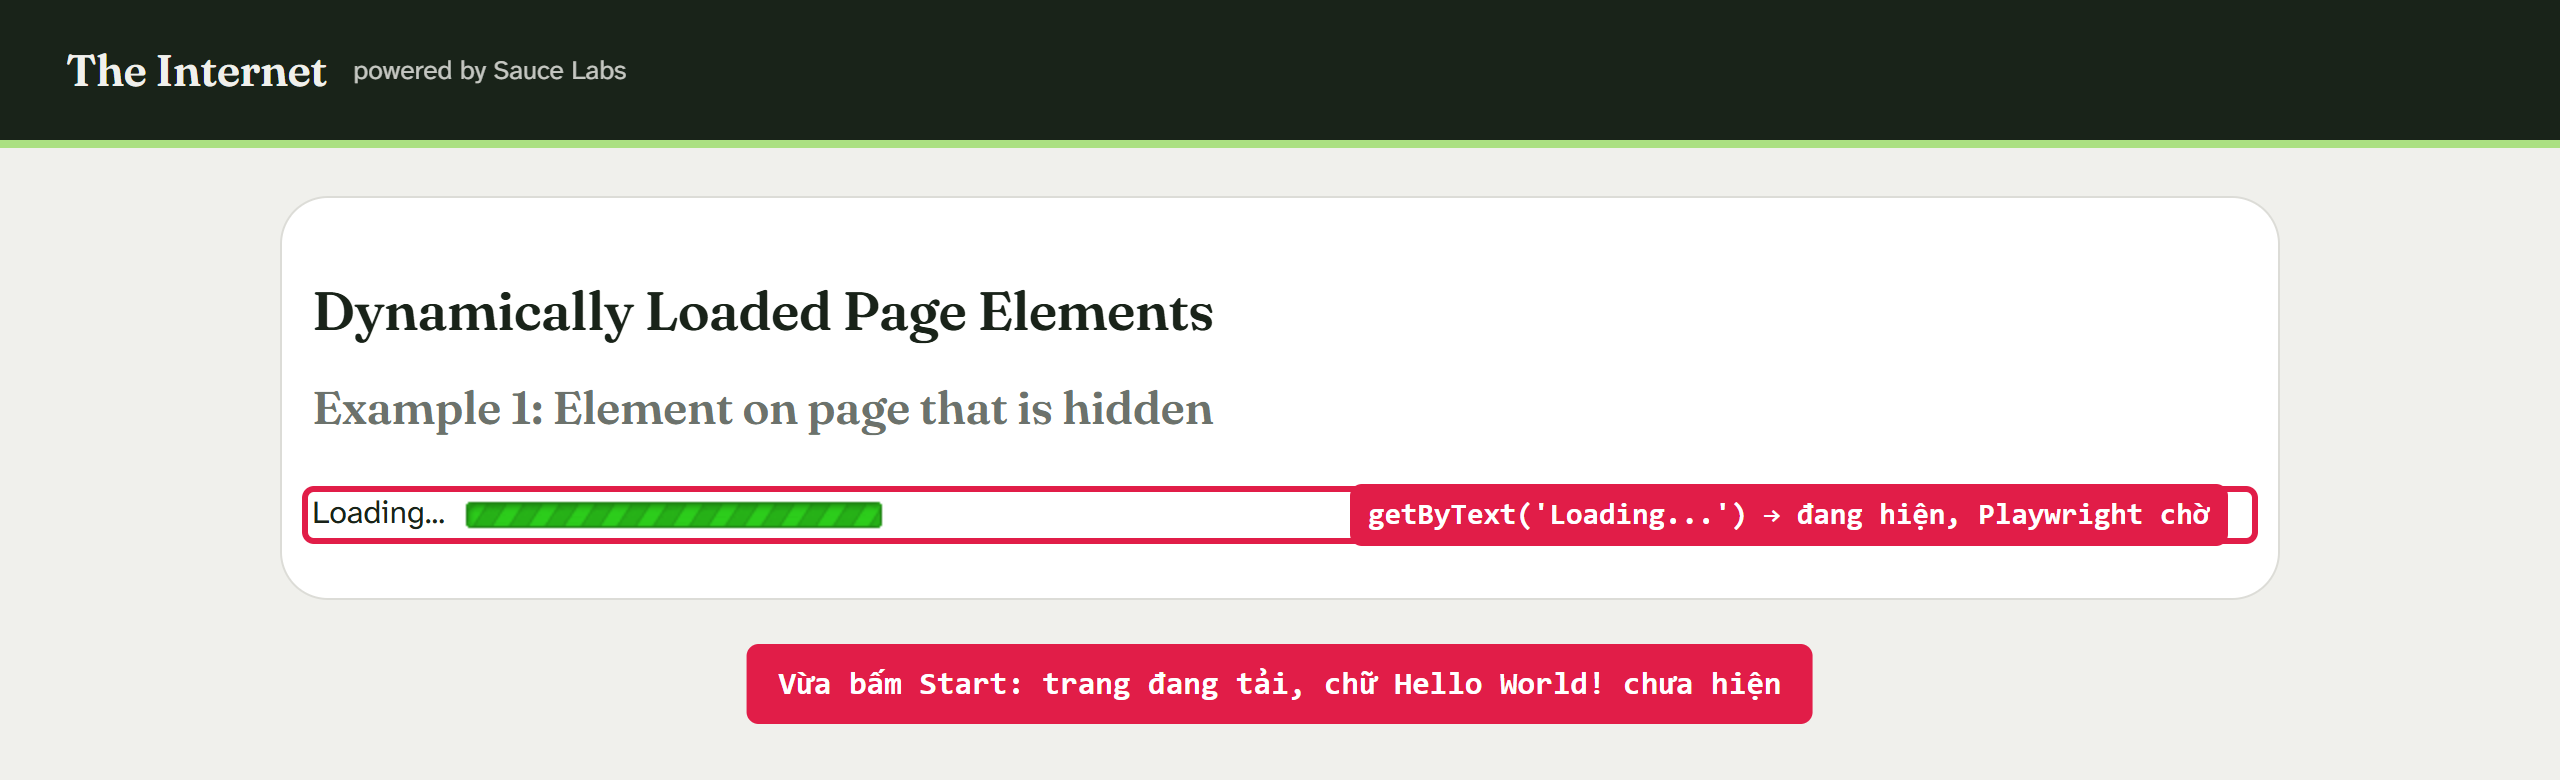 The Internet powered by Sauce Labs
Dynamically Loaded Page Elements
Example 1: Element on page that is hidden
Loading... getByText('Loading...') → đang hiện, Playwright chờ
Vừa bấm Start: trang đang tải, chữ Hello World! chưa hiện